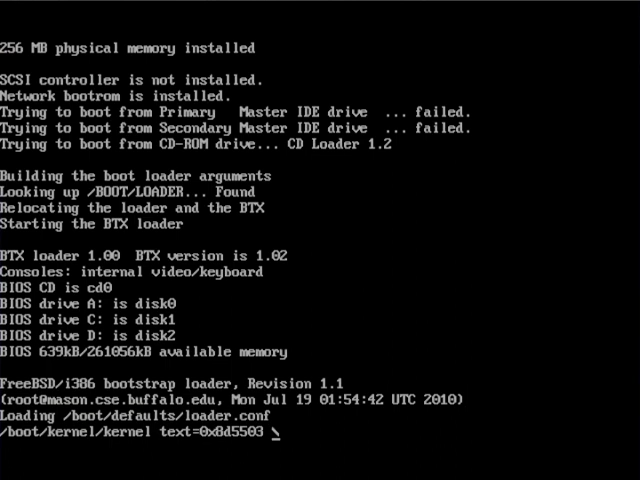 256 MB physical memory installed
SCSI controller is not installed.
Network bootrom is installed.
Trying to boot from Primary   Master IDE drive  ... failed.
Trying to boot from Secondary Master IDE drive  ... failed.
Trying to boot from CD-ROM drive... CD Loader 1.2
Building the boot loader arguments
Looking up /BOOT/LOADER... Found
Relocating the loader and the BTX
Starting the BTX loader
BTX loader 1.00  BTX version is 1.02
Consoles: internal video/keyboard
BIOS CD is cd0
BIOS drive A: is disk0
BIOS drive C: is disk1
BIOS drive D: is disk2
BIOS 639kB/261056kB available memory
FreeBSD/i386 bootstrap loader, Revision 1.1
(root@mason.cse.buffalo.edu, Mon Jul 19 01:54:42 UTC 2010)
Loading /boot/defaults/loader.conf
/boot/kernel/kernel text=0x8d5503 \